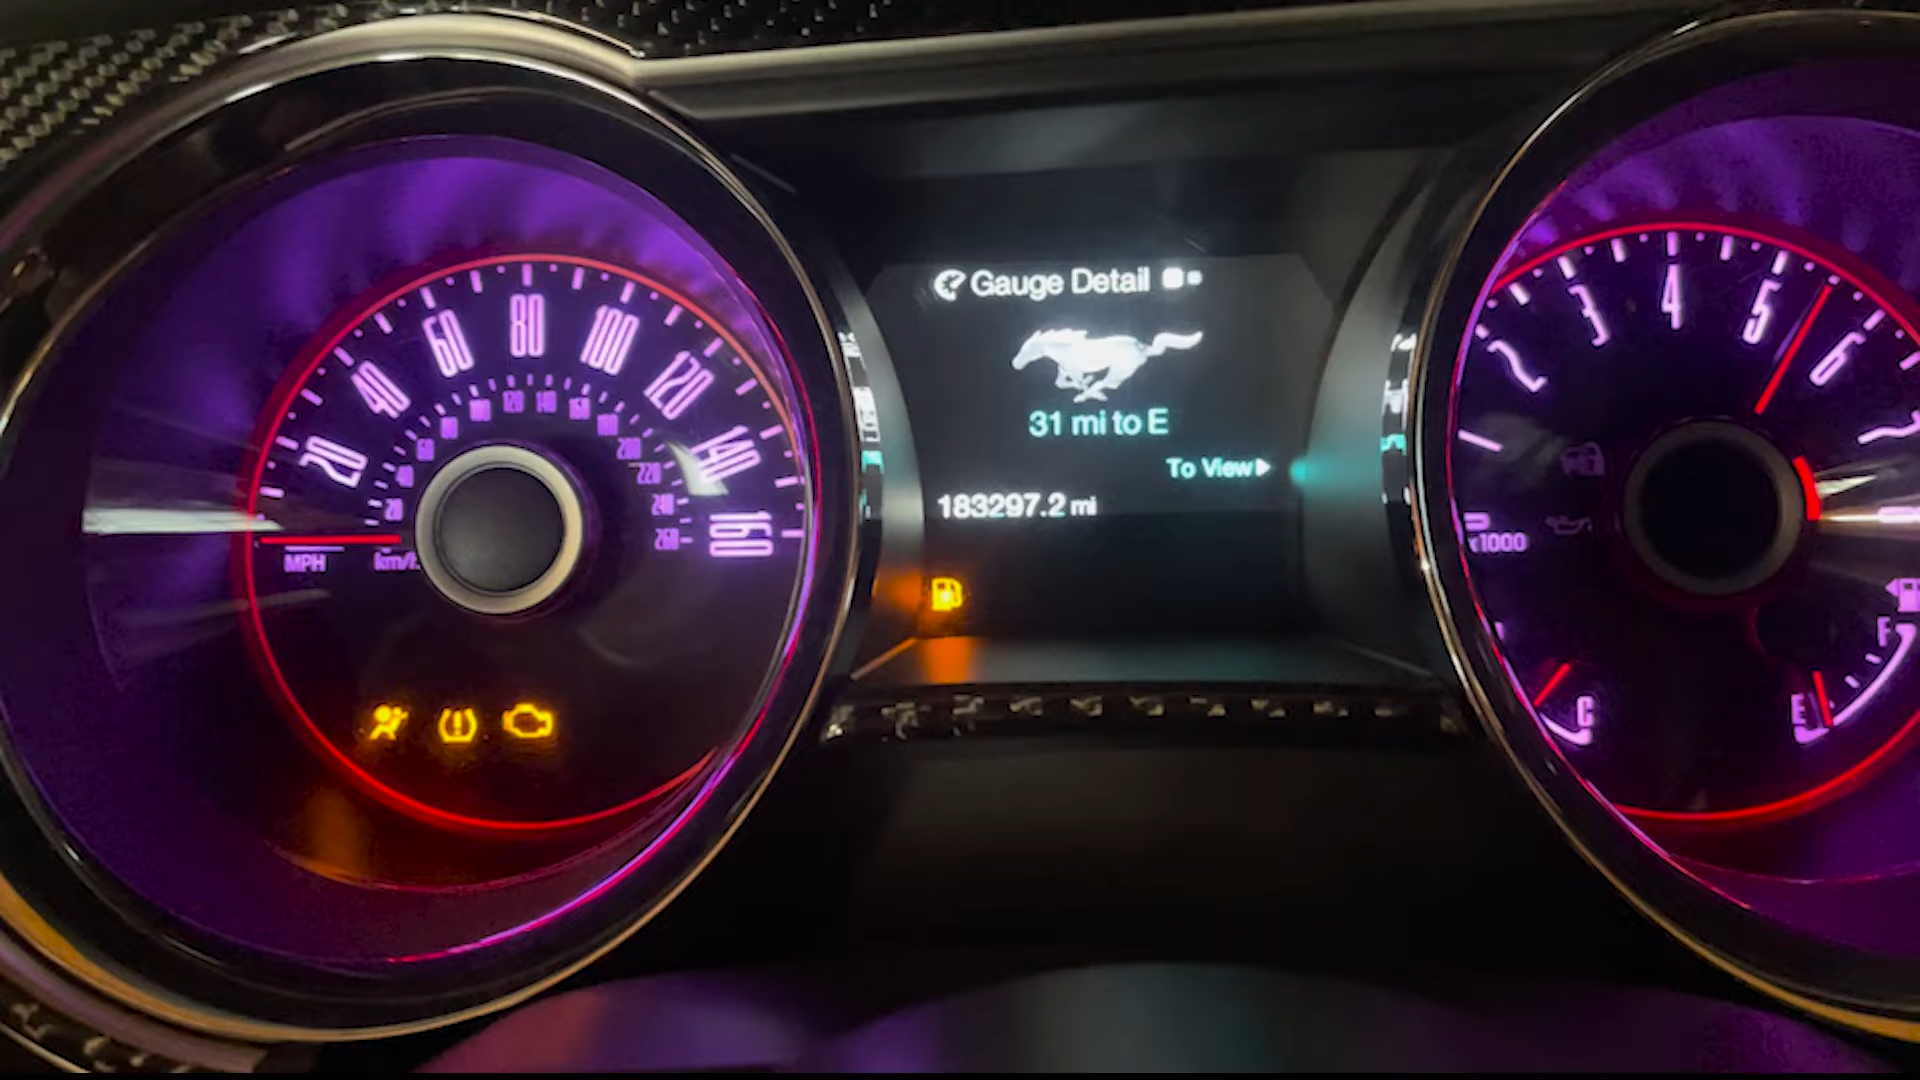 Gauge Detail
31 mi to E
To View
183297.2 mi
20 40 60 80 100 120 140 160
20 40 60 80 100 120 140 160 180 200 220 240 260
MPH km/h
2 3 4 5 6
x1000
C
F
E